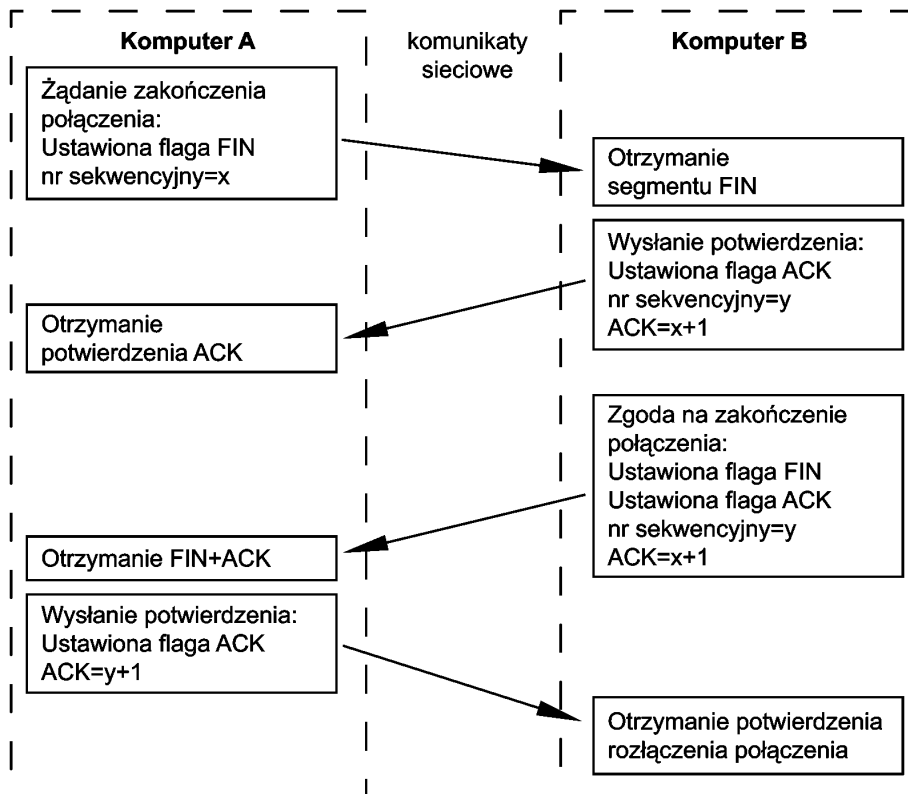 Komputer A
komunikaty
sieciowe
Komputer B
Żądanie zakończenia
połączenia:
Ustawiona flaga FIN
nr sekwencyjny=x
Otrzymanie
segmentu FIN
Wysłanie potwierdzenia:
Ustawiona flaga ACK
nr sekvencyjny=y
ACK=x+1
Otrzymanie
potwierdzenia ACK
Zgoda na zakończenie
połączenia:
Ustawiona flaga FIN
Ustawiona flaga ACK
nr sekwencyjny=y
ACK=x+1
Otrzymanie FIN+ACK
Wysłanie potwierdzenia:
Ustawiona flaga ACK
ACK=y+1
Otrzymanie potwierdzenia
rozłączenia połączenia